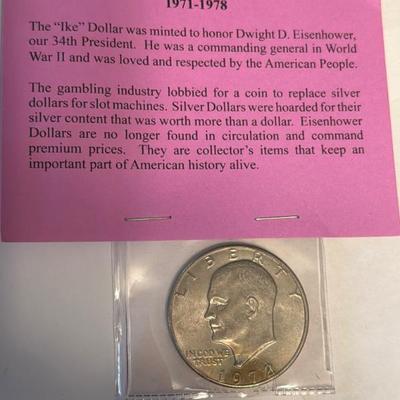 1971-1978
The "Ike" Dollar was minted to honor Dwight D. Eisenhower,
our 34th President. He was a commanding general in World
War II and was loved and respected by the American People.
The gambling industry lobbied for a coin to replace silver
dollars for slot machines. Silver Dollars were hoarded for their
silver content that was worth more than a dollar. Eisenhower
Dollars are no longer found in circulation and command
premium prices. They are collector's items that keep an
important part of American history alive.
LIBERTY
IN GOD WE
TRUST